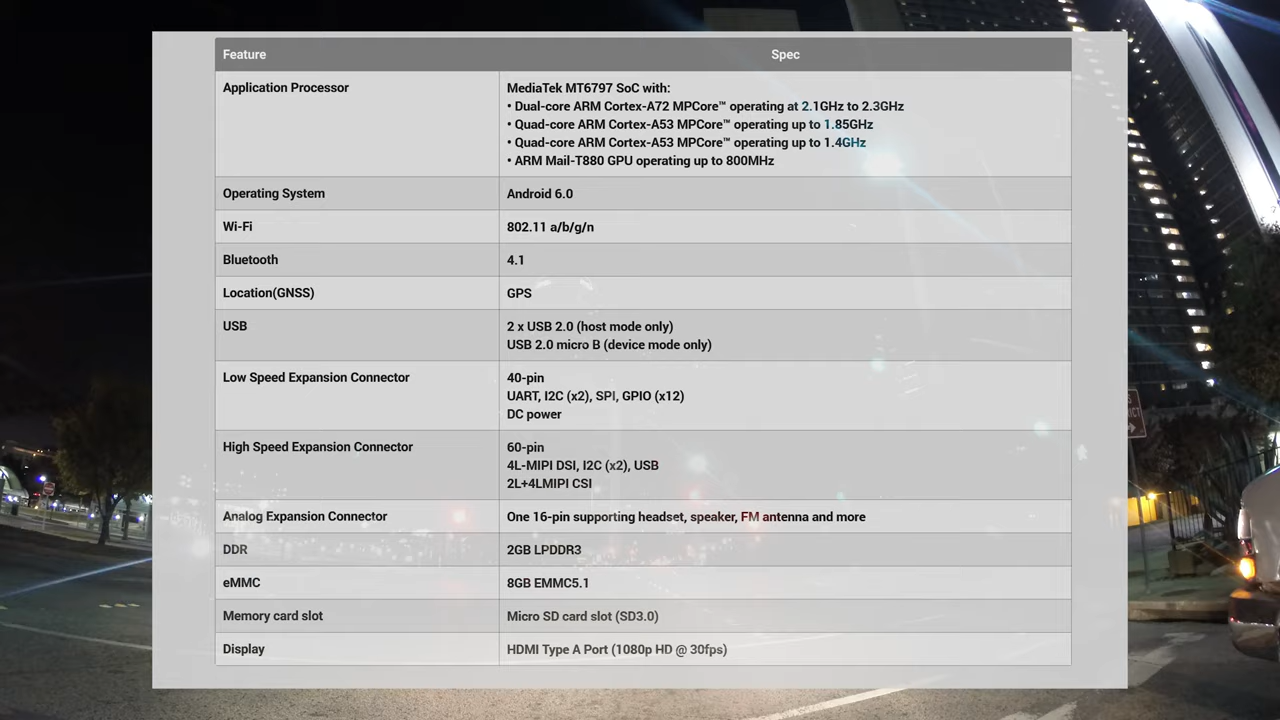 Feature Spec
Application Processor MediaTek MT6797 SoC with:
• Dual-core ARM Cortex-A72 MPCore™ operating at 2.1GHz to 2.3GHz
• Quad-core ARM Cortex-A53 MPCore™ operating up to 1.85GHz
• Quad-core ARM Cortex-A53 MPCore™ operating up to 1.4GHz
• ARM Mail-T880 GPU operating up to 800MHz
Operating System Android 6.0
Wi-Fi 802.11 a/b/g/n
Bluetooth 4.1
Location(GNSS) GPS
USB 2 x USB 2.0 (host mode only)
USB 2.0 micro B (device mode only)
Low Speed Expansion Connector 40-pin
UART, I2C (x2), SPI, GPIO (x12)
DC power
High Speed Expansion Connector 60-pin
4L-MIPI DSI, I2C (x2), USB
2L+4LMIPI CSI
Analog Expansion Connector One 16-pin supporting headset, speaker, FM antenna and more
DDR 2GB LPDDR3
eMMC 8GB EMMC5.1
Memory card slot Micro SD card slot (SD3.0)
Display HDMI Type A Port (1080p HD @ 30fps)